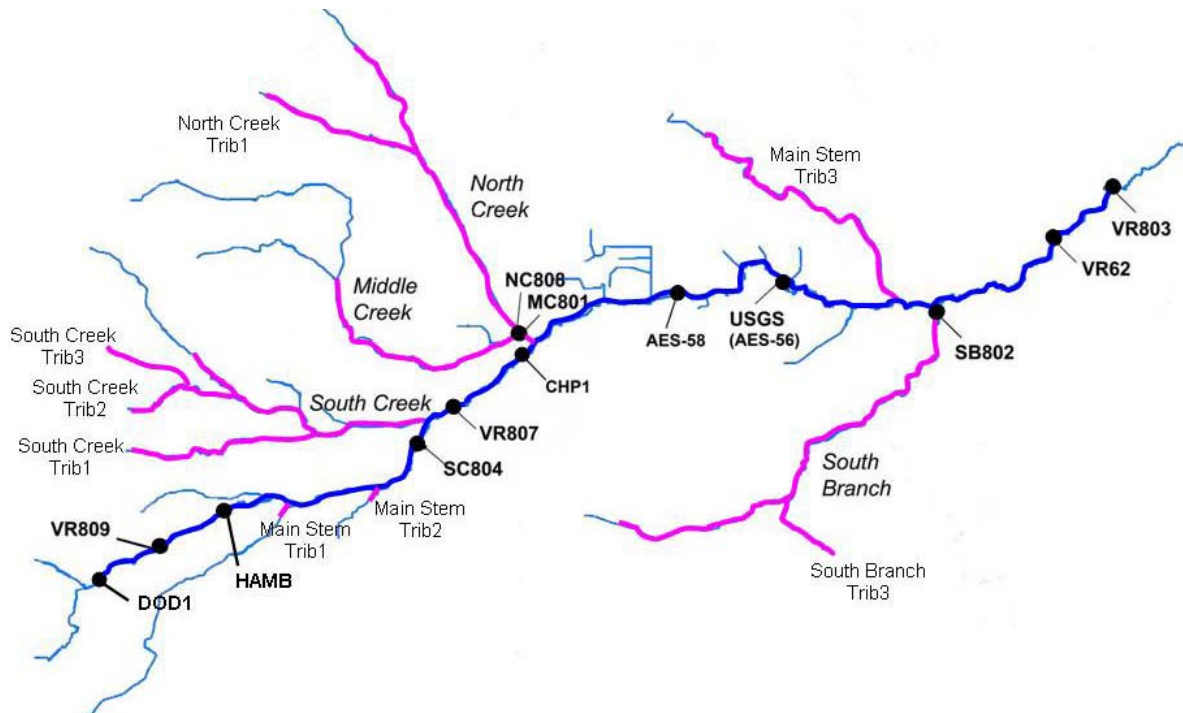 North Creek
Trib1
North
Creek
Main Stem
Trib3
VR803
VR62
NC808
MC801
Middle
Creek
USGS
(AES-56)
AES-58
SB802
CHP1
South Creek
Trib3
South Creek
Trib2
South Creek
Trib1
South Creek
VR807
SC804
South
Branch
Main Stem
Trib2
Main Stem
Trib1
VR809
HAMB
DOD1
South Branch
Trib3